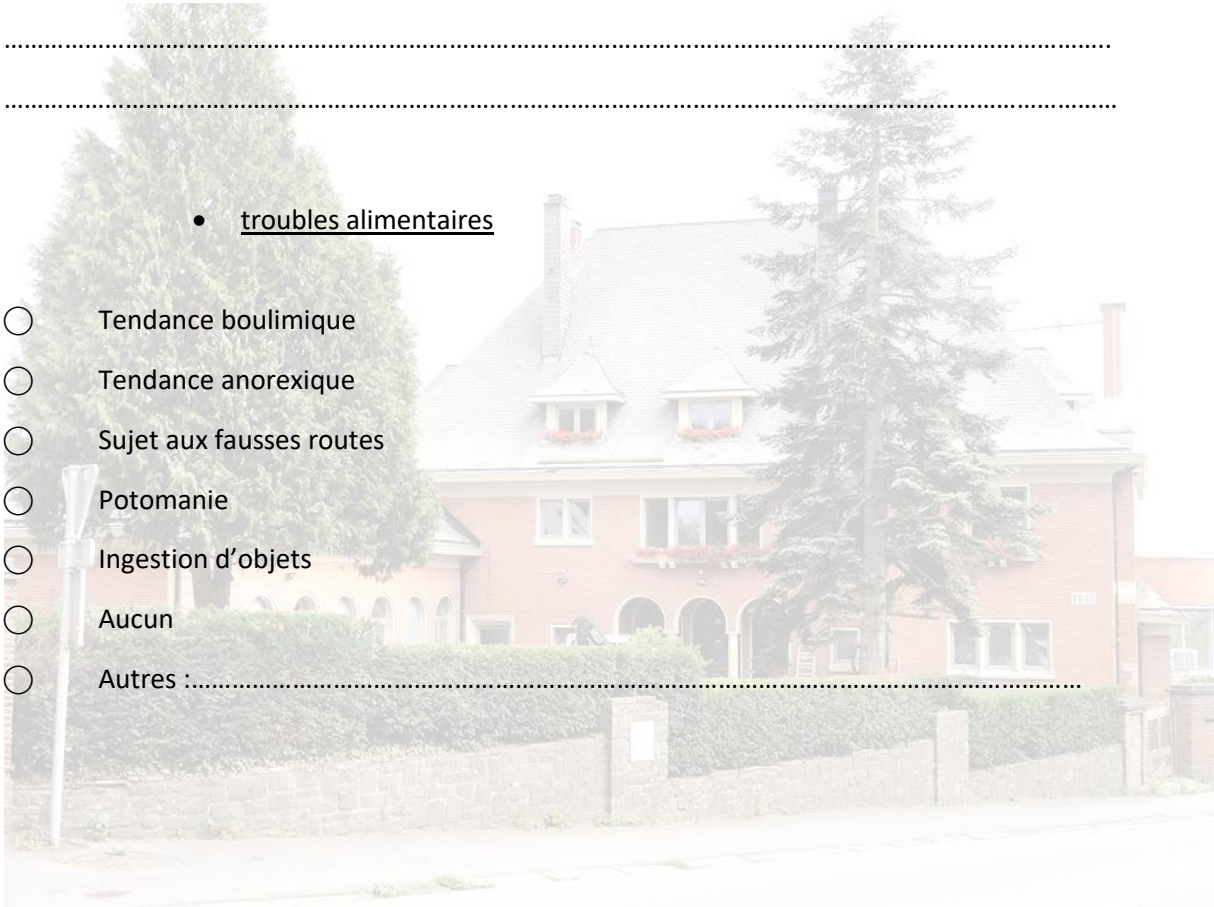 ……………………………………………………………………………………………………………………………………………..
………………………………………………………………………………………………………………………………………………
• troubles alimentaires
◯ Tendance boulimique
◯ Tendance anorexique
◯ Sujet aux fausses routes
◯ Potomanie
◯ Ingestion d’objets
◯ Aucun
◯ Autres :……………………………………………………………………………………………………………………